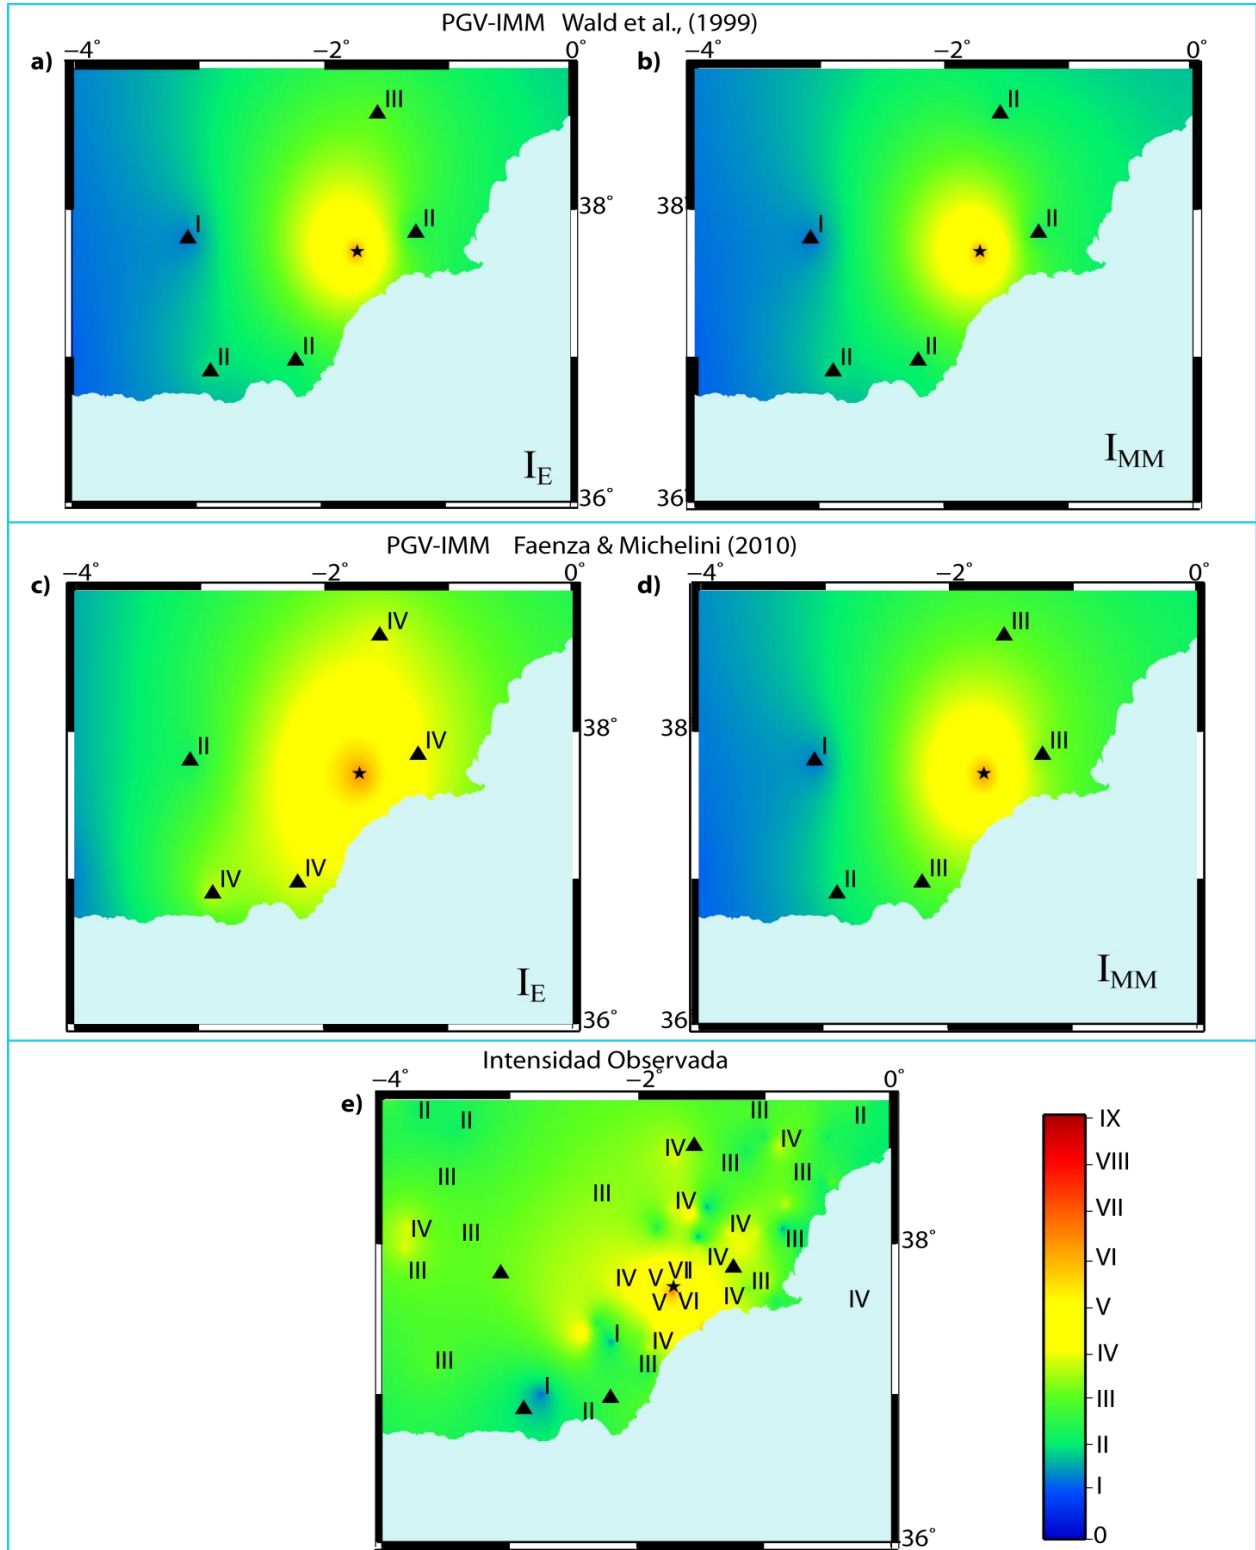 PGV-IMM Wald et al., (1999)
a) −4° −2° 0°
b) −4° −2° 0°
III
II
I
II
I
II
38°
38
II
II
II
II
I_E
I_MM
36°
36
PGV-IMM Faenza & Michelini (2010)
c) −4° −2° 0°
d) −4° −2° 0°
IV
III
38°
38
II
IV
I
III
IV
IV
II
III
I_E
I_MM
36°
36
Intensidad Observada
e) −4° −2° 0°
II
II
III
II
IV
IV
III
III
III
III
IV
IV
III
IV
III
38°
III
IV
IV
V
VII
III
V
VI
IV
IV
I
IV
III
III
I
II
36°
IX
VIII
VII
VI
V
IV
III
II
I
0